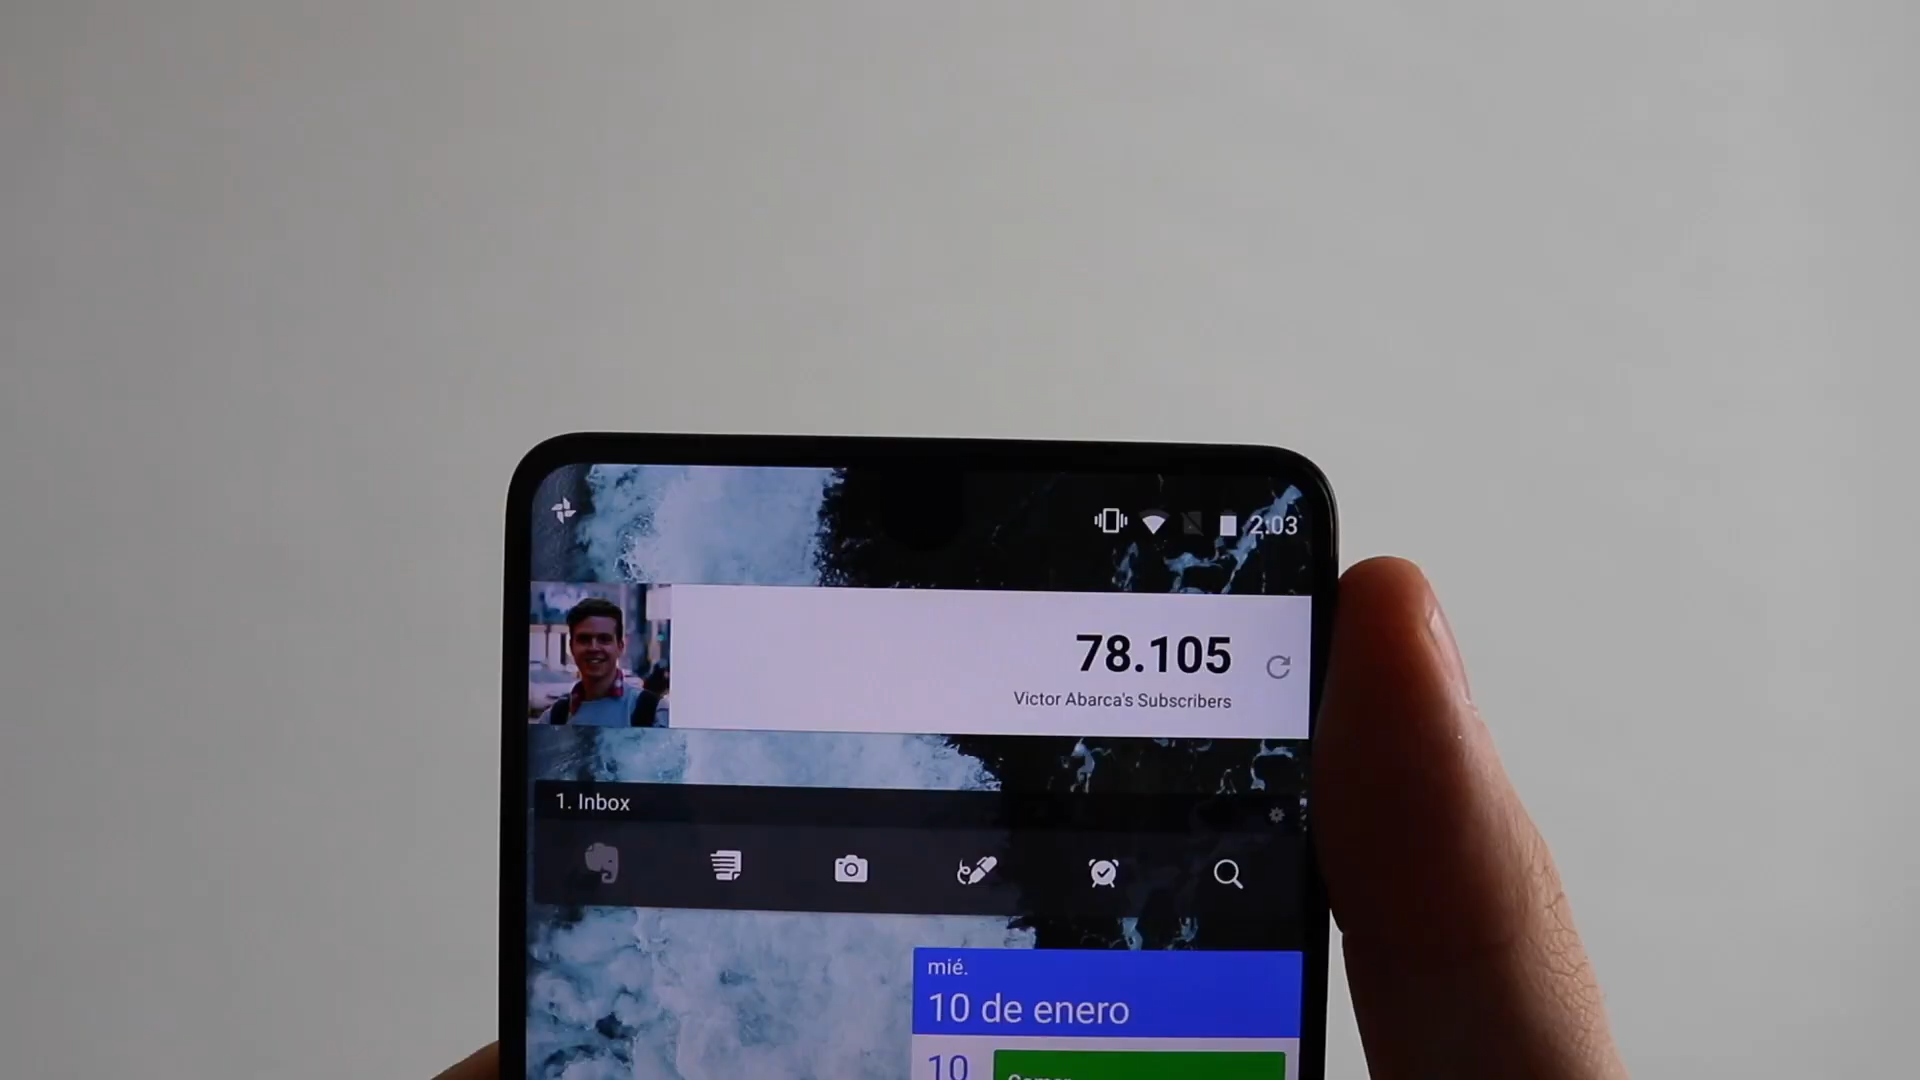 2:03
78.105
Victor Abarca's Subscribers
1. Inbox
mié.
10 de enero
10